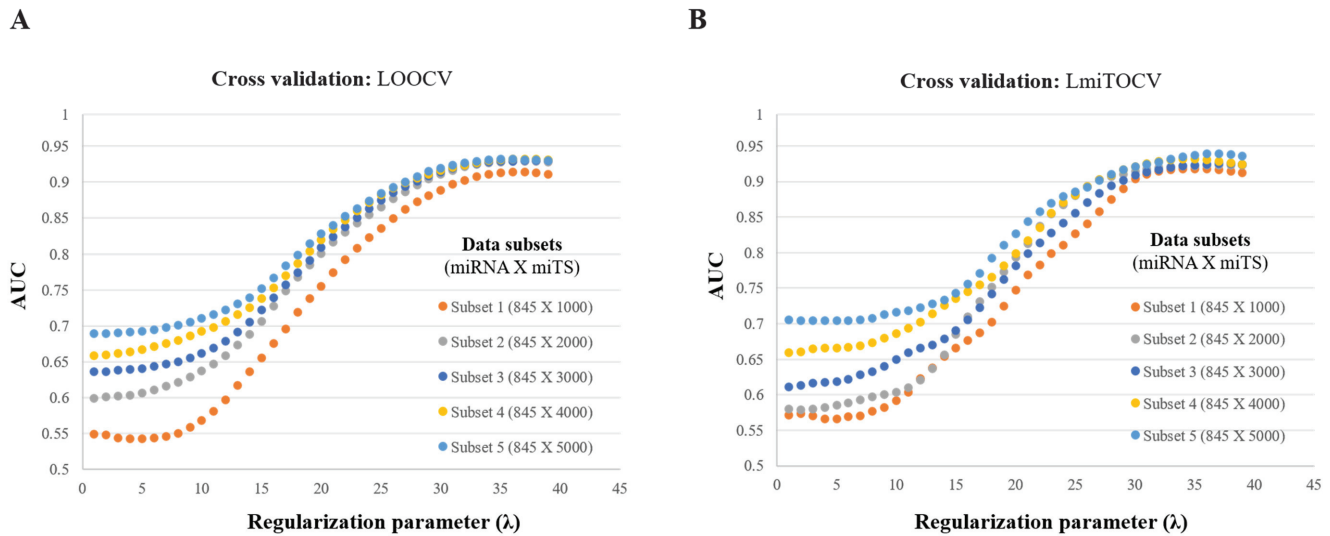 A
Cross validation: LOOCV
AUC
1
0.95
0.9
0.85
0.8
0.75
0.7
0.65
0.6
0.55
0.5
0 5 10 15 20 25 30 35 40 45
Regularization parameter (λ)
Data subsets
(miRNA X miTS)
Subset 1 (845 X 1000)
Subset 2 (845 X 2000)
Subset 3 (845 X 3000)
Subset 4 (845 X 4000)
Subset 5 (845 X 5000)
B
Cross validation: LmiTOCV
AUC
1
0.95
0.9
0.85
0.8
0.75
0.7
0.65
0.6
0.55
0.5
0 5 10 15 20 25 30 35 40 45
Regularization parameter (λ)
Data subsets
(miRNA X miTS)
Subset 1 (845 X 1000)
Subset 2 (845 X 2000)
Subset 3 (845 X 3000)
Subset 4 (845 X 4000)
Subset 5 (845 X 5000)